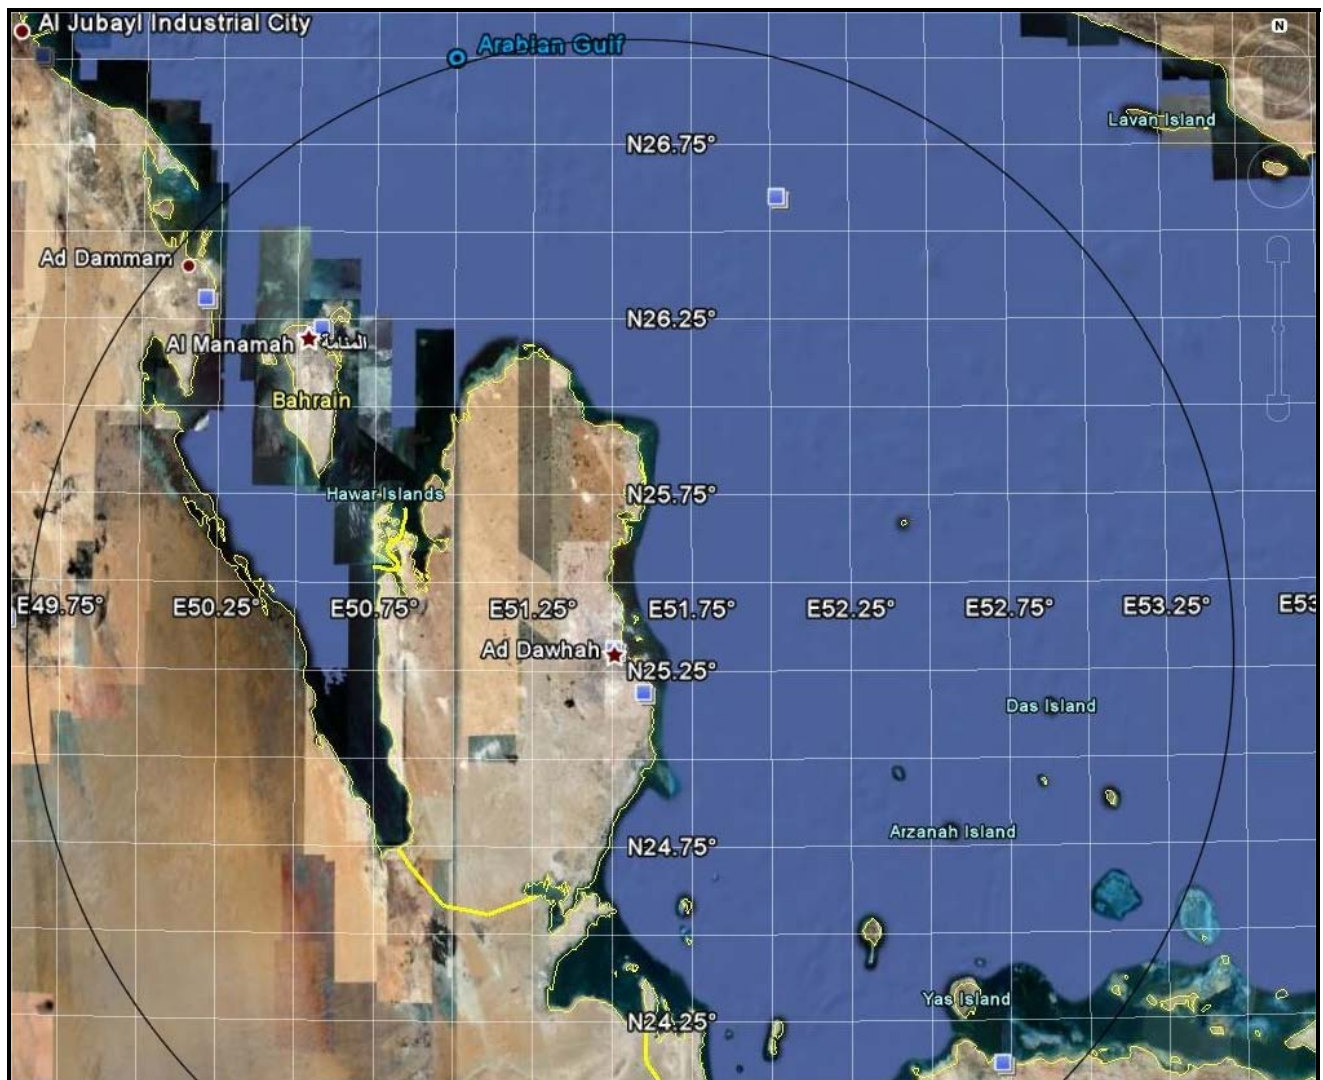 Al Jubayl Industrial City
Arabian Gulf
N
Lavan Island
N26.75°
Ad Dammam
N26.25°
Al Manamah المنامة
Bahrain
Hawar Islands
N25.75°
E49.75° E50.25° E50.75° E51.25° E51.75° E52.25° E52.75° E53.25° E53
Ad Dawhah
N25.25°
Das Island
Arzanah Island
N24.75°
Yas Island
N24.25°